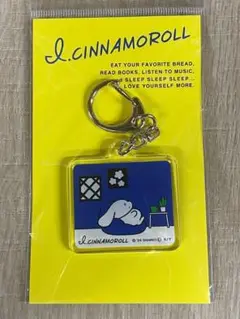 I.CINNAMOROLL
EAT YOUR FAVORITE BREAD,
READ BOOKS, LISTEN TO MUSIC,
SLEEP SLEEP SLEEP...
LOVE YOURSELF MORE.
I.CINNAMOROLL